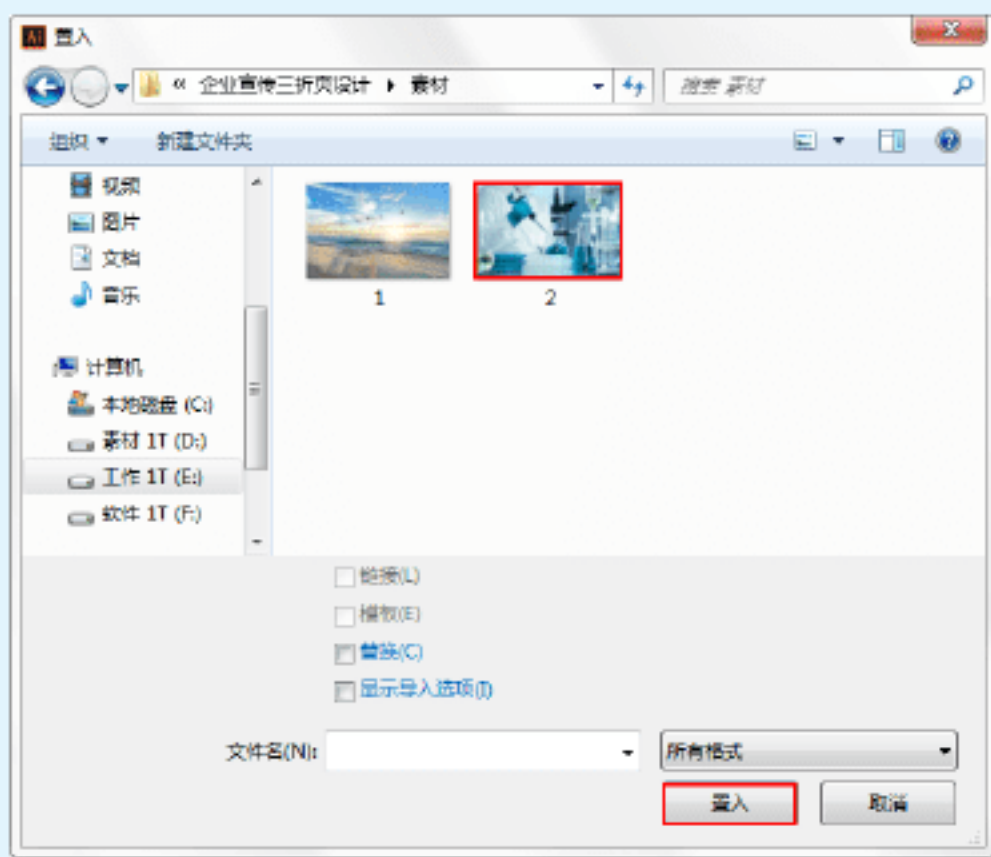 Ai 置入
« 企业宣传三折页设计 ▸ 素材
搜索 素材
组织 新建文件夹
视频
图片
文档
音乐
1
2
计算机
本地磁盘 (C:)
素材 1T (D:)
工作 1T (E:)
软件 1T (F:)
链接(L)
模板(E)
替换(C)
显示导入选项(I)
文件名(N):
所有格式
置入 取消